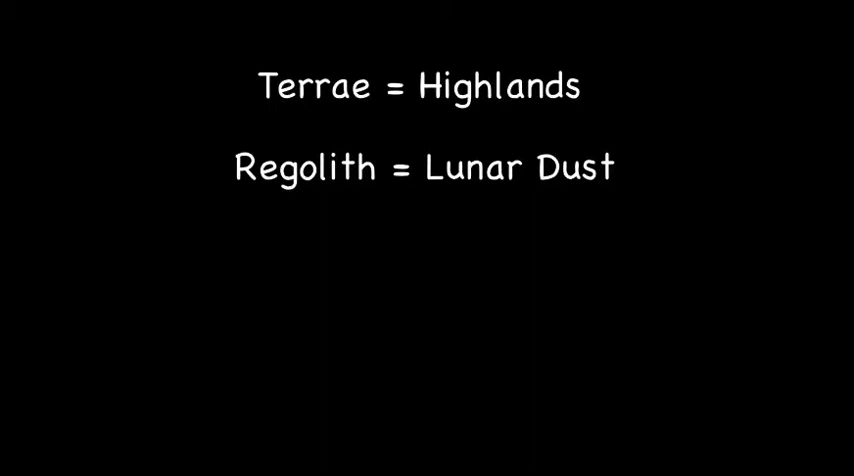 Terrae = Highlands
Regolith = Lunar Dust